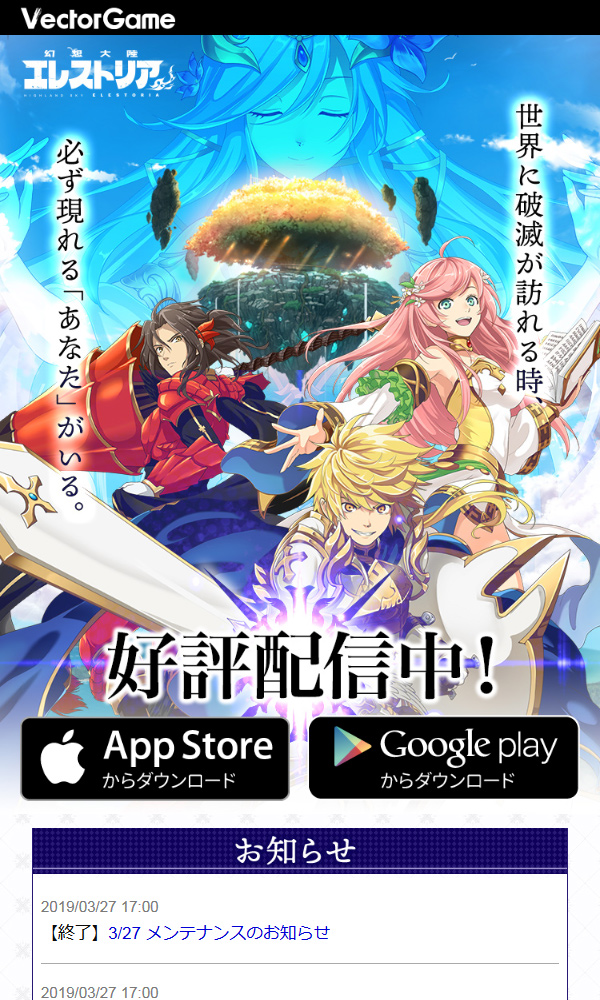 VectorGame
幻想大陸
エレストリア
HIGHLAND SKY ELESTORIA
世界に破滅が訪れる時、
必ず現れる「あなた」がいる。
好評配信中！
App Store
からダウンロード
Google play
からダウンロード
お知らせ
2019/03/27 17:00
【終了】3/27 メンテナンスのお知らせ
2019/03/27 17:00